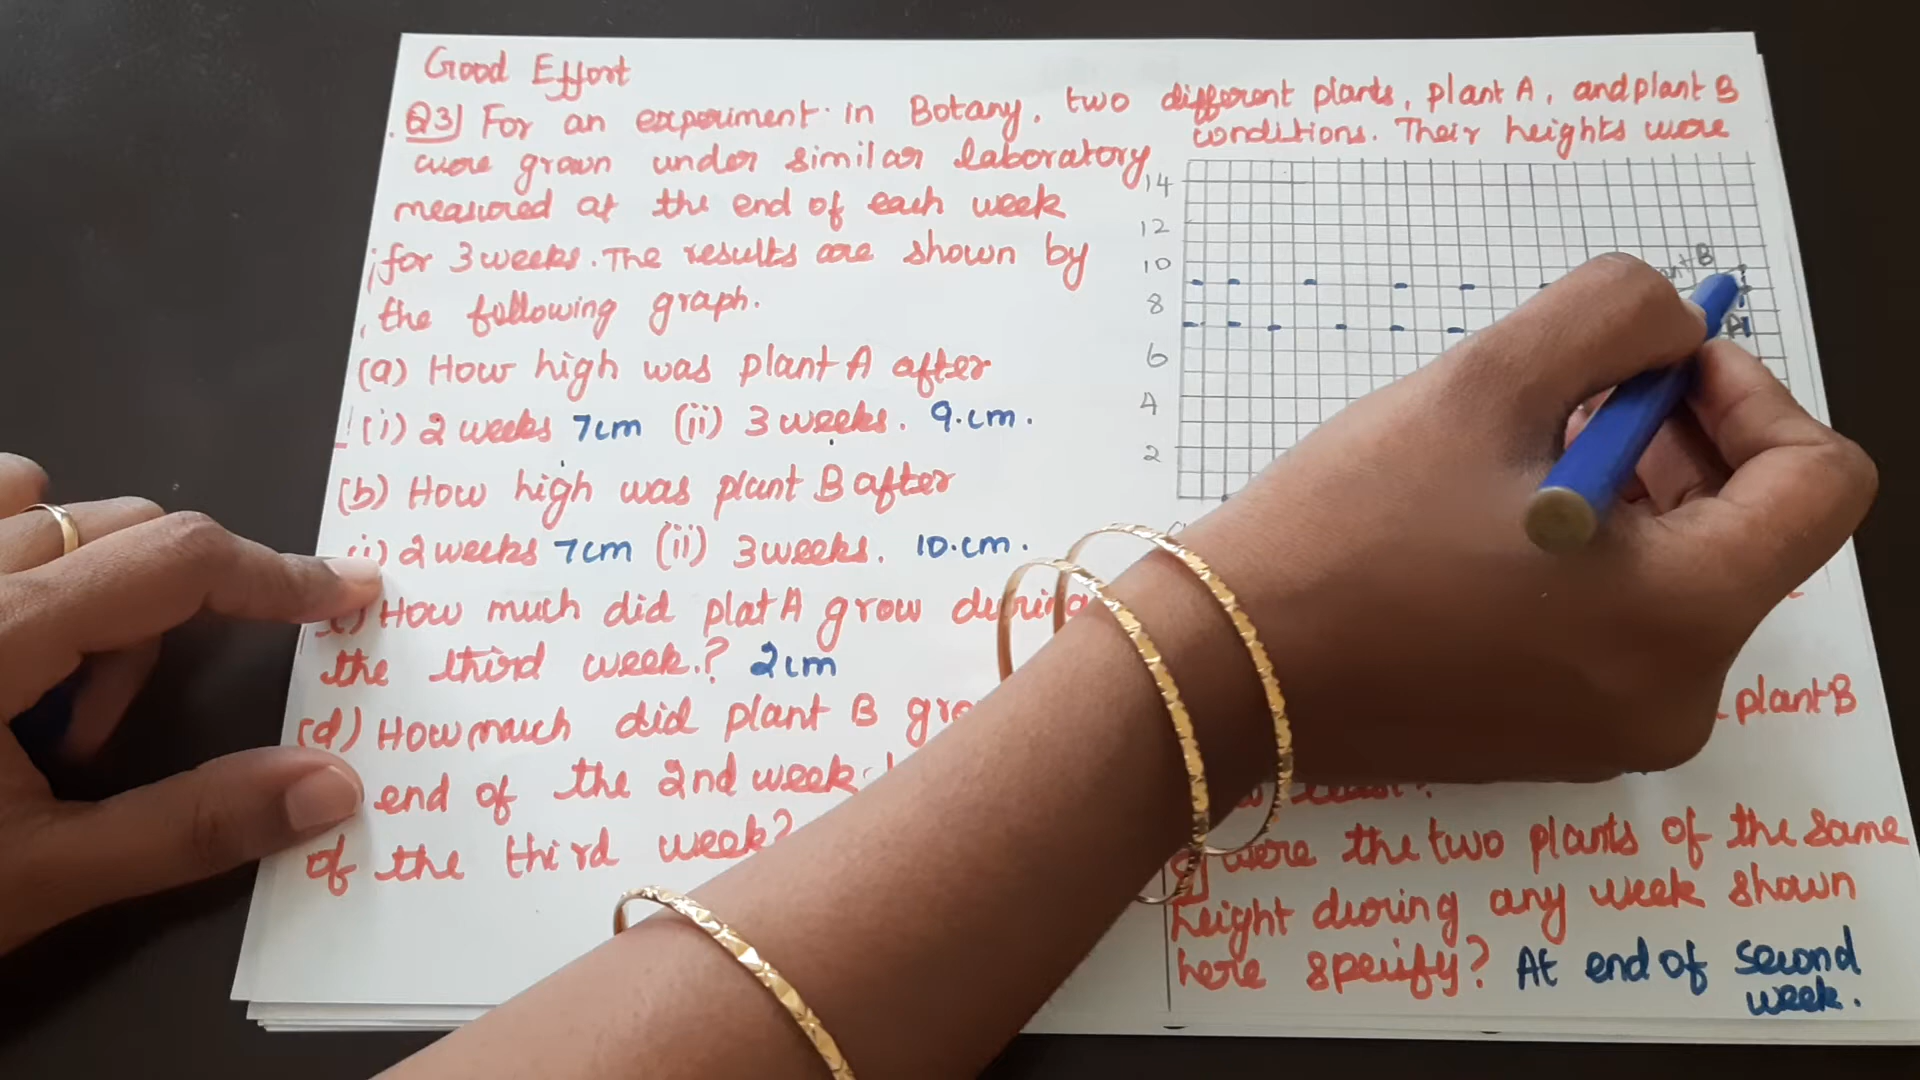 Good Effort
Q3) For an experiment in Botany, two different plants, plant A, and plant B
were grown under similar laboratory conditions. Their heights were
measured at the end of each week
for 3 weeks. The results are shown by
the following graph.
(a) How high was plant A after
(i) 2 weeks 7cm (ii) 3 weeks. 9.cm.
(b) How high was plant B after
(i) 2 weeks 7cm (ii) 3 weeks. 10.cm.
How much did plat A grow during
the third week.? 2cm
(d) How much did plant B
end of the 2nd week
of the third week?
14
12
10
8
6
4
2
B
A
plant B
were the two plants of the same
height during any week shown
here specify? At end of second
week.